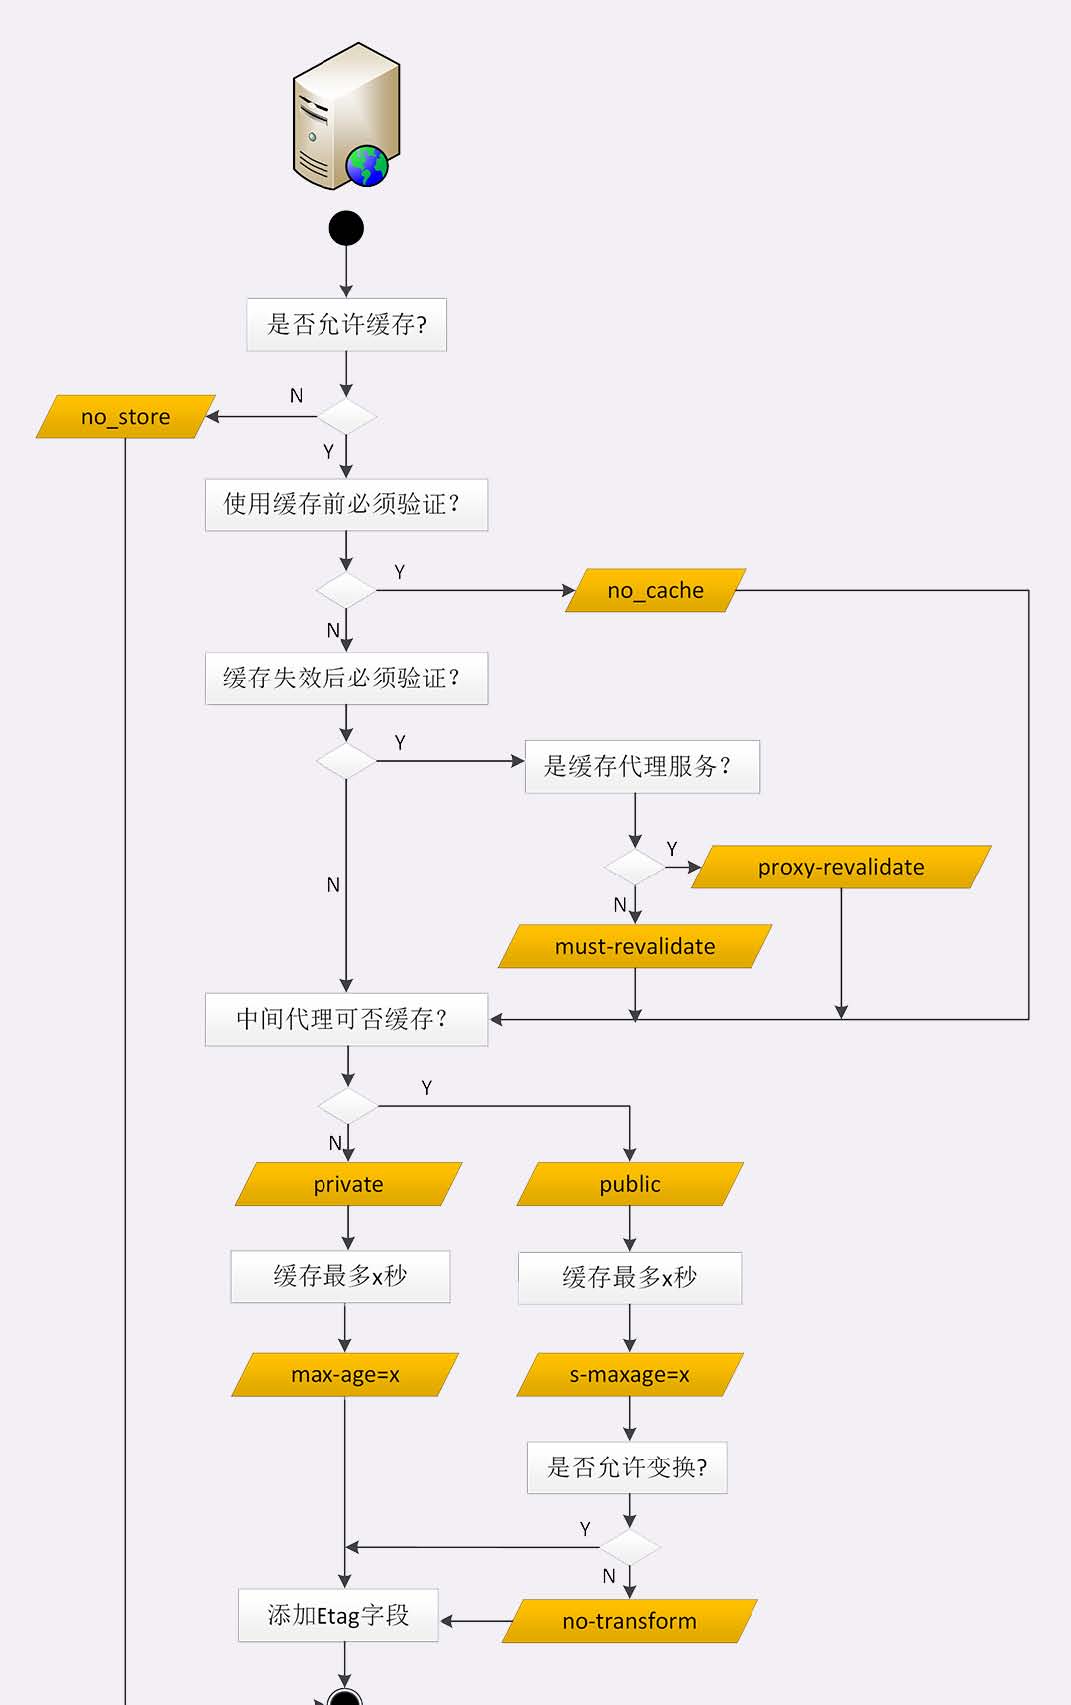 是否允许缓存?
N
no_store
Y
使用缓存前必须验证?
Y
no_cache
N
缓存失效后必须验证?
Y
是缓存代理服务?
Y
proxy-revalidate
N
N
must-revalidate
中间代理可否缓存?
Y
N
private
public
缓存最多x秒
缓存最多x秒
max-age=x
s-maxage=x
是否允许变换?
Y
N
添加Etag字段
no-transform